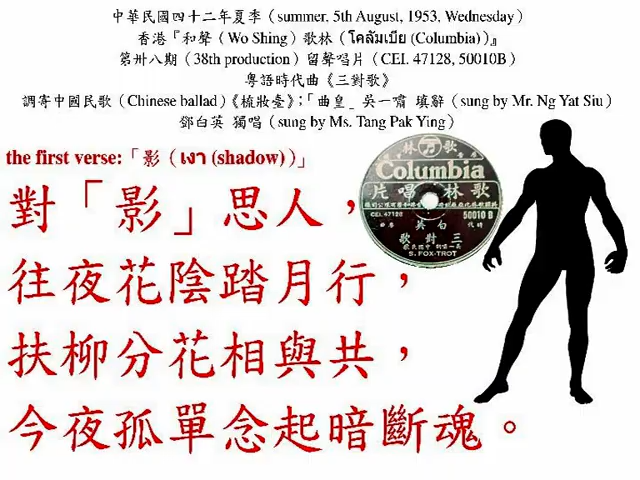 中華民國四十二年夏季（summer. 5th August, 1953. Wednesday）
香港『和聲（Wo Shing）歌林（โคลัมเบีย (Columbia)）』
第卅八期（38th production）留聲唱片（CEL 47128, 50010B）
粵語時代曲《三對歌》
調寄中國民歌（Chinese ballad）《梳妝臺》；「曲皇」吳一嘯 填辭（sung by Mr. Ng Yat Siu）
鄧白英 獨唱（sung by Ms. Tang Pak Ying）
the first verse:「影（เงา (shadow)）」
對「影」思人，
往夜花陰踏月行，
扶柳分花相與共，
今夜孤單念起暗斷魂。
Columbia
片唱林歌
CEL 47128
50010 B
英白
歌對三
S. FOX-TROT